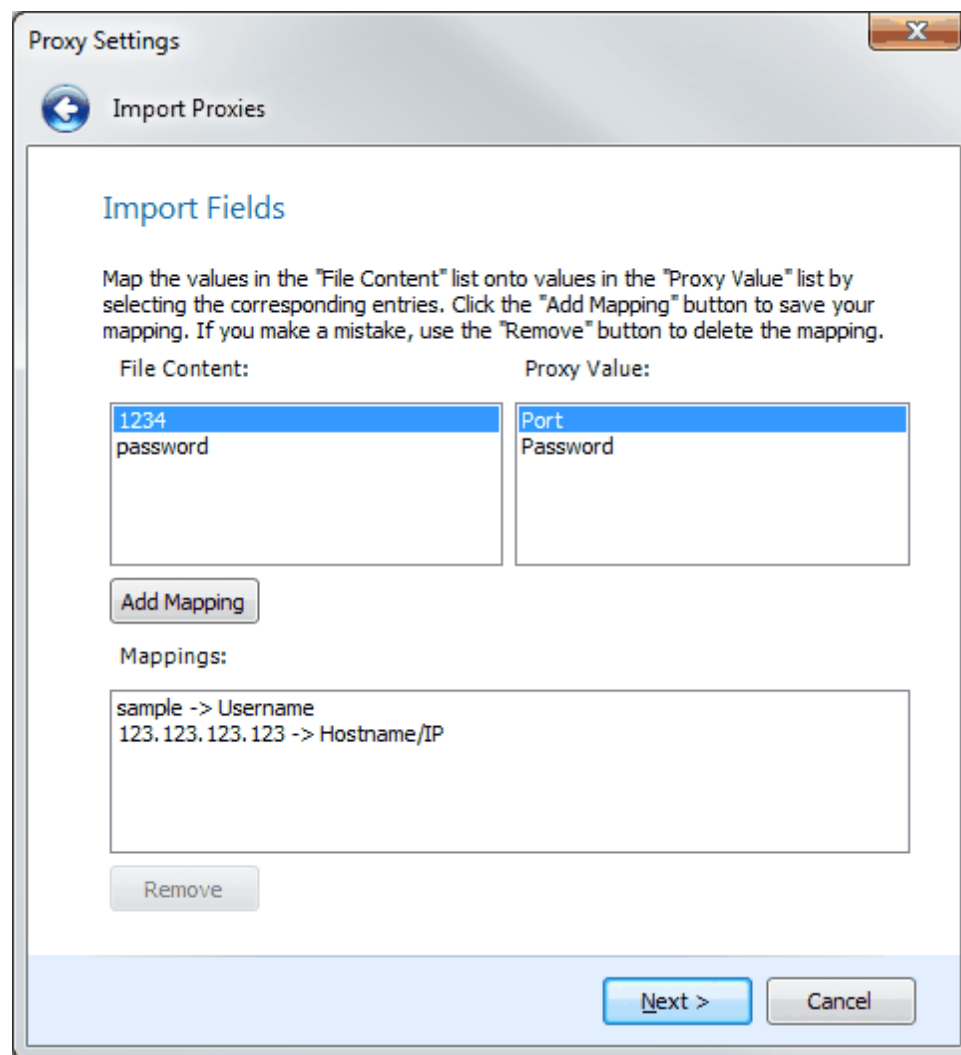 Proxy Settings
Import Proxies
Import Fields
Map the values in the "File Content" list onto values in the "Proxy Value" list by
selecting the corresponding entries. Click the "Add Mapping" button to save your
mapping. If you make a mistake, use the "Remove" button to delete the mapping.
File Content: Proxy Value:
1234 Port
password Password
Add Mapping
Mappings:
sample -> Username
123.123.123.123 -> Hostname/IP
Remove
Next > Cancel